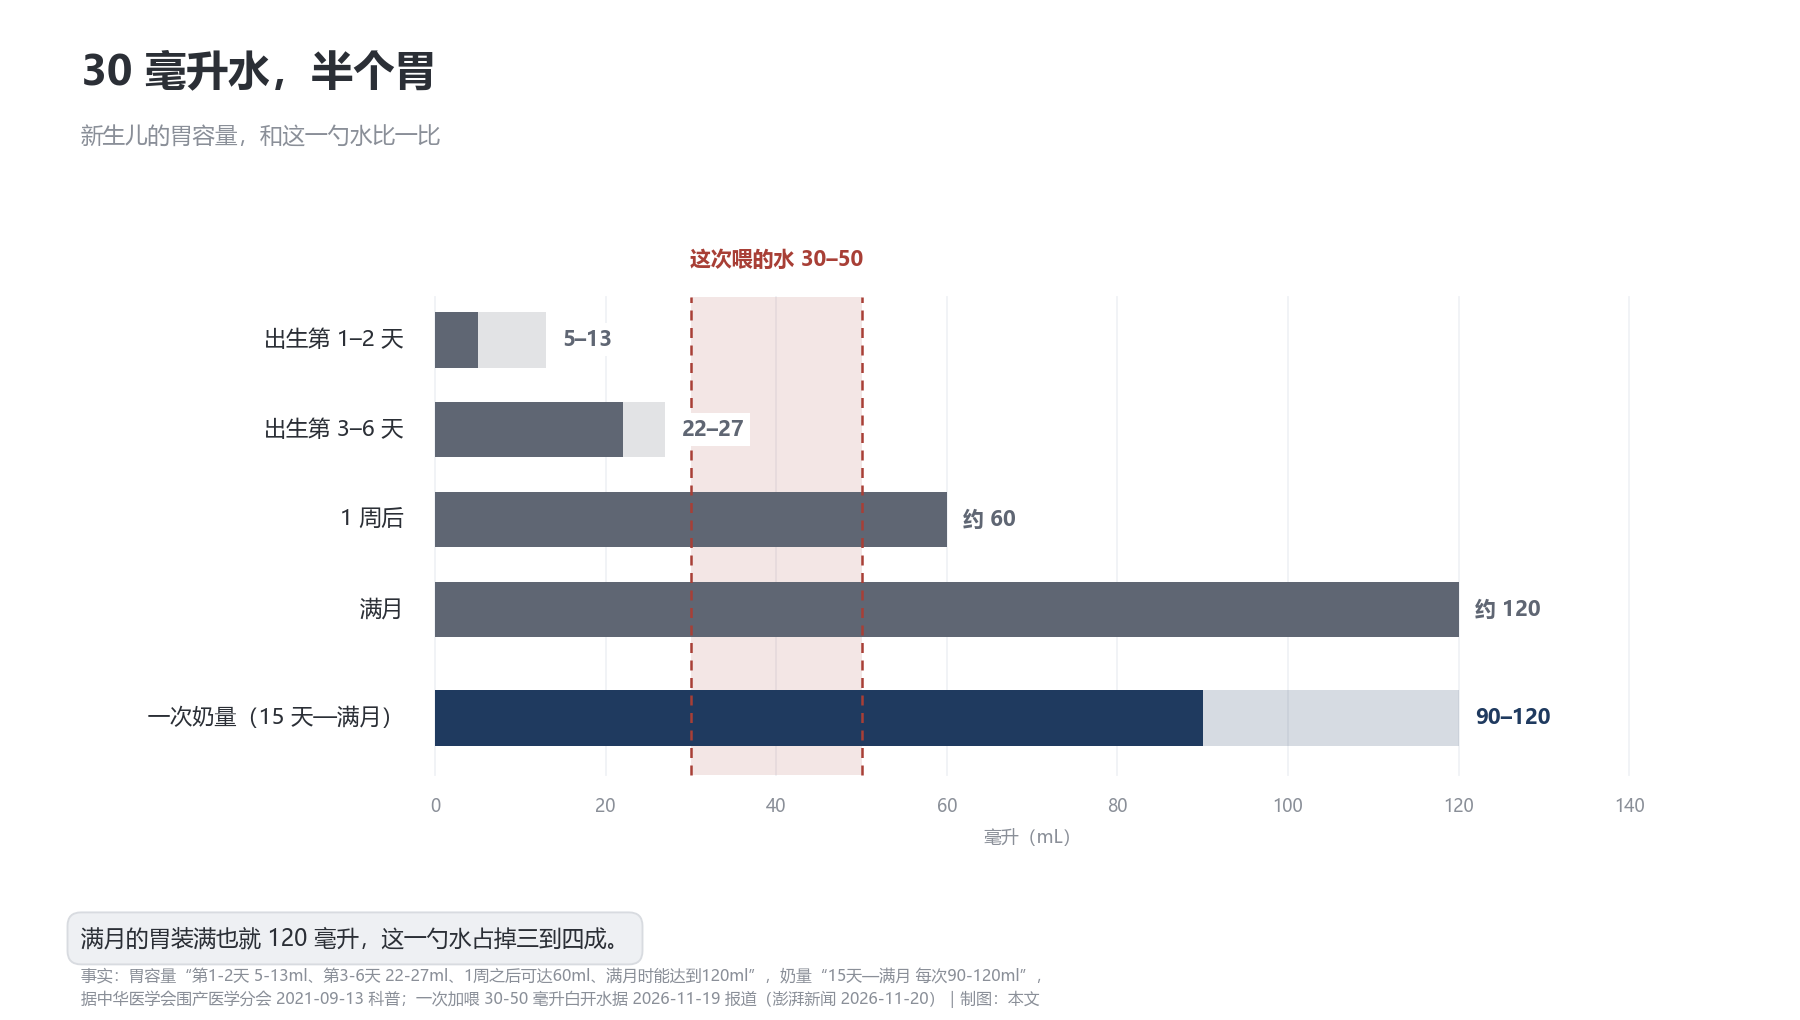 30 毫升水，半个胃
新生儿的胃容量，和这一勺水比一比
这次喂的水 30–50
出生第 1–2 天
5–13
出生第 3–6 天
22–27
1 周后
约 60
满月
约 120
一次奶量（15 天—满月）
90–120
0 20 40 60 80 100 120 140
毫升（mL）
满月的胃装满也就 120 毫升，这一勺水占掉三到四成。
事实：胃容量“第1-2天 5-13ml、第3-6天 22-27ml、1周之后可达60ml、满月时能达到120ml”，奶量“15天—满月 每次90-120ml”，
据中华医学会围产医学分会 2021-09-13 科普；一次加喂 30-50 毫升白开水据 2026-11-19 报道（澎湃新闻 2026-11-20） | 制图：本文